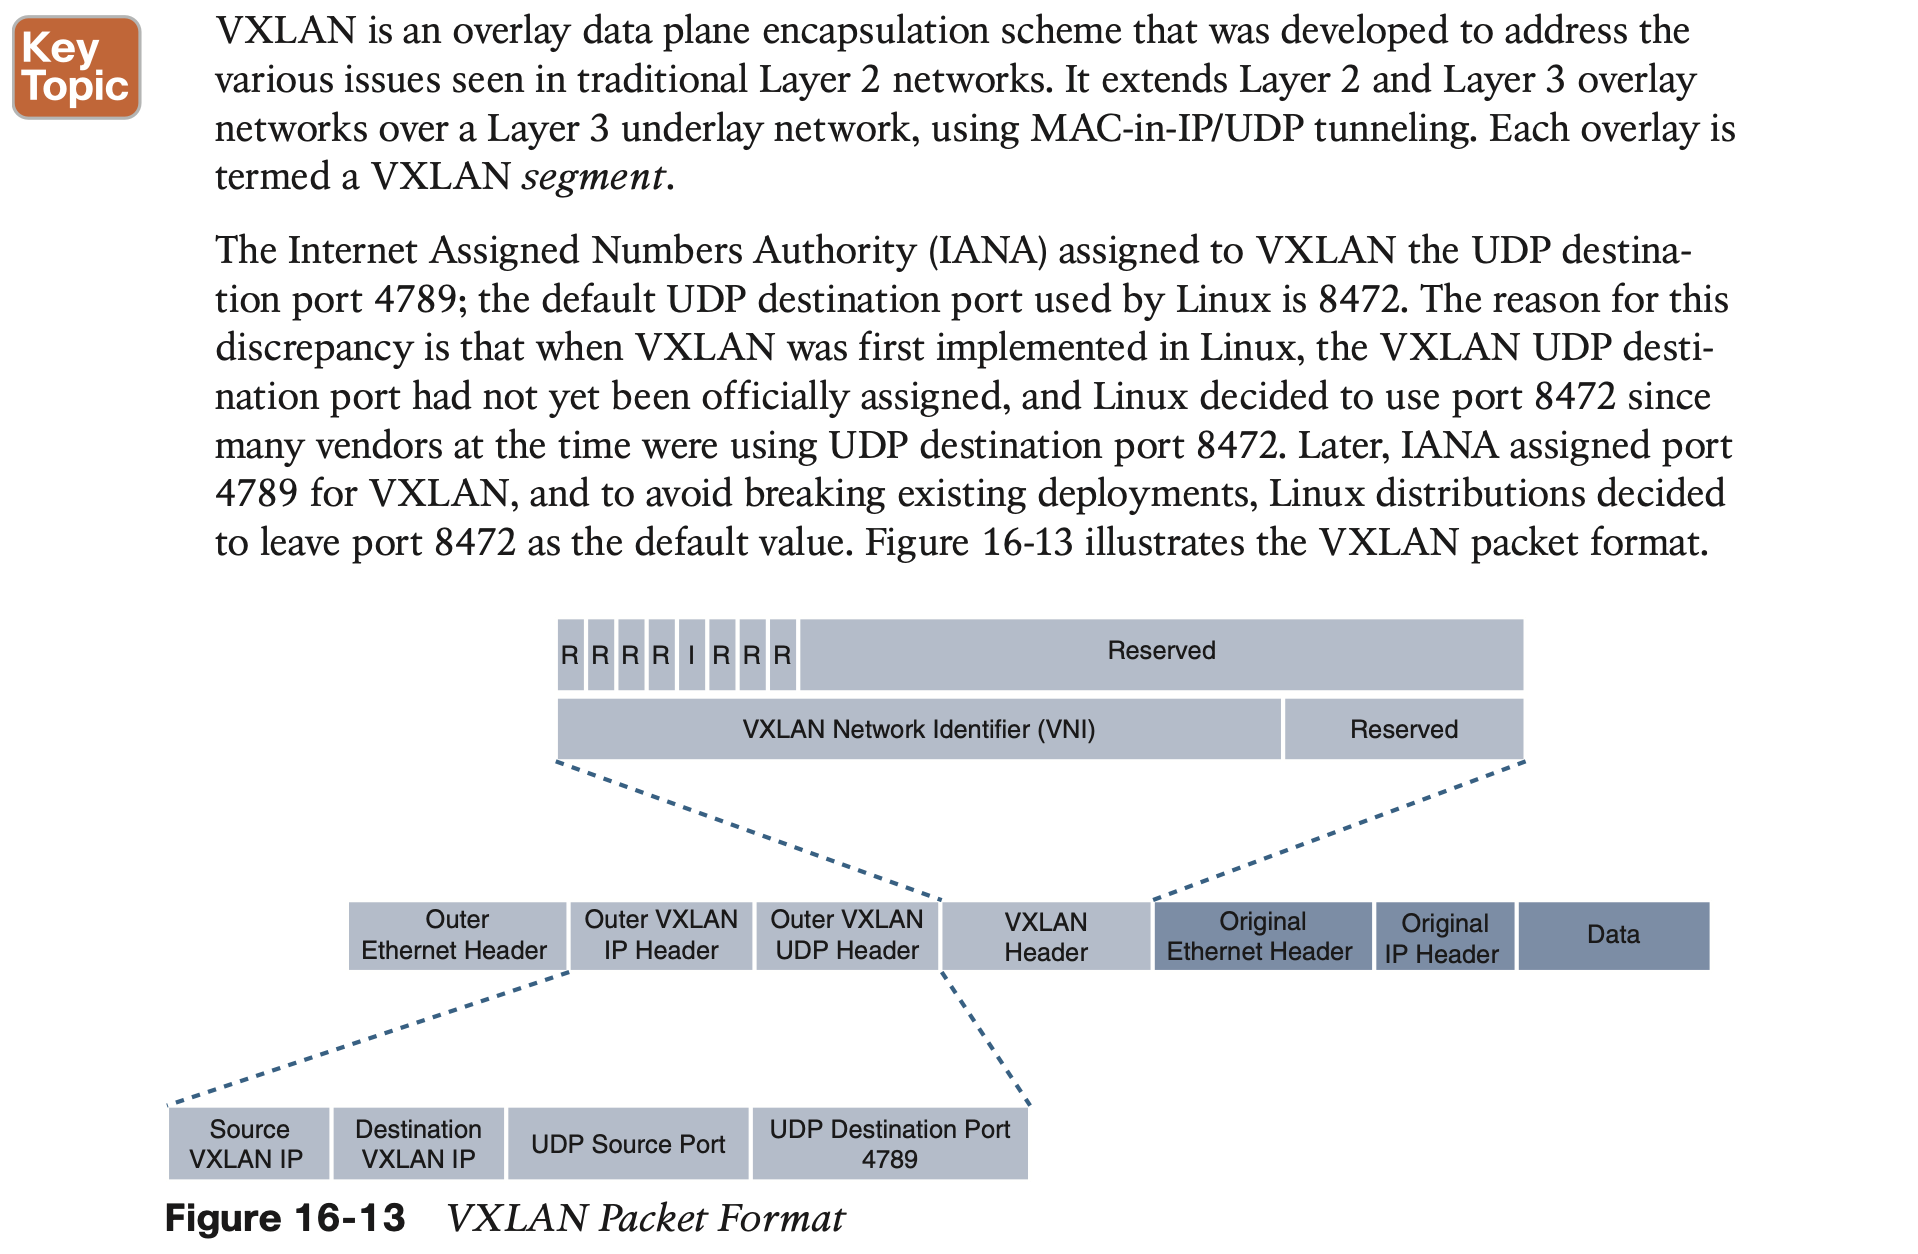 Key
Topic
VXLAN is an overlay data plane encapsulation scheme that was developed to address the
various issues seen in traditional Layer 2 networks. It extends Layer 2 and Layer 3 overlay
networks over a Layer 3 underlay network, using MAC-in-IP/UDP tunneling. Each overlay is
termed a VXLAN segment.
The Internet Assigned Numbers Authority (IANA) assigned to VXLAN the UDP destina-
tion port 4789; the default UDP destination port used by Linux is 8472. The reason for this
discrepancy is that when VXLAN was first implemented in Linux, the VXLAN UDP desti-
nation port had not yet been officially assigned, and Linux decided to use port 8472 since
many vendors at the time were using UDP destination port 8472. Later, IANA assigned port
4789 for VXLAN, and to avoid breaking existing deployments, Linux distributions decided
to leave port 8472 as the default value. Figure 16-13 illustrates the VXLAN packet format.
R R R R I R R R Reserved
VXLAN Network Identifier (VNI) Reserved
Outer
Ethernet Header
Outer VXLAN
IP Header
Outer VXLAN
UDP Header
VXLAN
Header
Original
Ethernet Header
Original
IP Header
Data
Source
VXLAN IP
Destination
VXLAN IP
UDP Source Port
UDP Destination Port
4789
Figure 16-13 VXLAN Packet Format